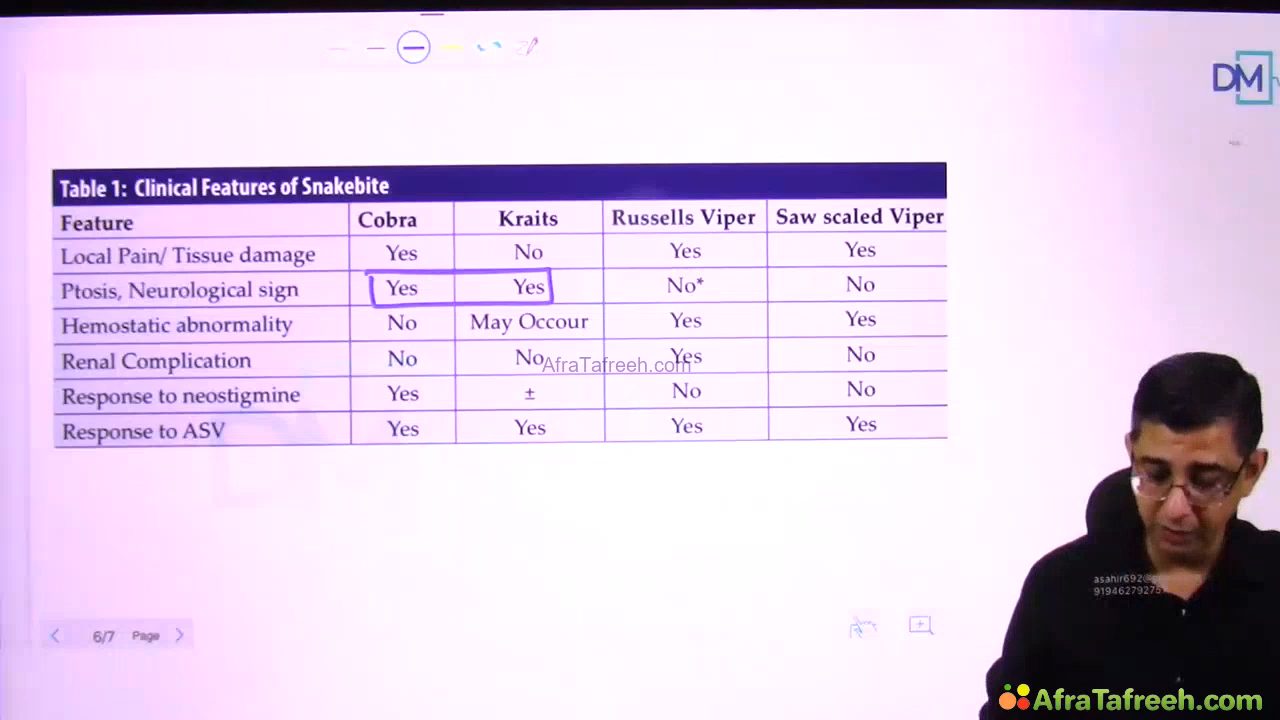 DM
Table 1: Clinical Features of Snakebite
Feature Cobra Kraits Russells Viper Saw scaled Viper
Local Pain/ Tissue damage Yes No Yes Yes
Ptosis, Neurological sign Yes Yes No* No
Hemostatic abnormality No May Occour Yes Yes
Renal Complication No No Yes No
Response to neostigmine Yes ± No No
Response to ASV Yes Yes Yes Yes
AfraTafreeh.com
6/7 Page
AfraTafreeh.com